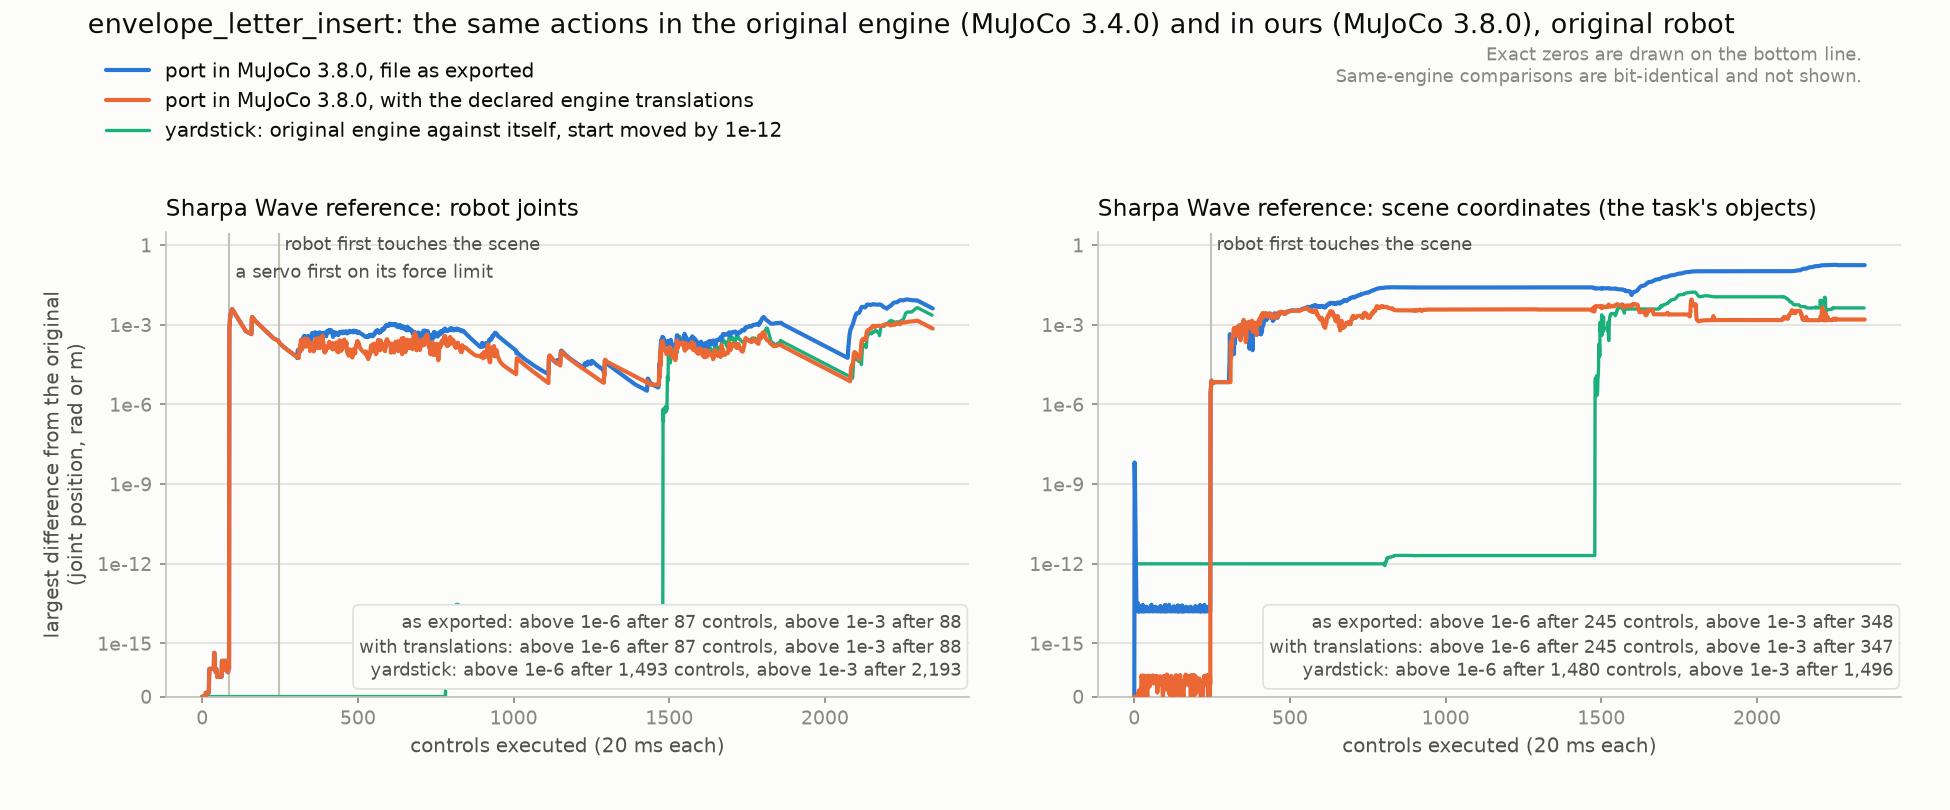 envelope_letter_insert: the same actions in the original engine (MuJoCo 3.4.0) and in ours (MuJoCo 3.8.0), original robot
Exact zeros are drawn on the bottom line.
Same-engine comparisons are bit-identical and not shown.
port in MuJoCo 3.8.0, file as exported
port in MuJoCo 3.8.0, with the declared engine translations
yardstick: original engine against itself, start moved by 1e-12
Sharpa Wave reference: robot joints
robot first touches the scene
a servo first on its force limit
largest difference from the original
(joint position, rad or m)
1
1e-3
1e-6
1e-9
1e-12
1e-15
0
as exported: above 1e-6 after 87 controls, above 1e-3 after 88
with translations: above 1e-6 after 87 controls, above 1e-3 after 88
yardstick: above 1e-6 after 1,493 controls, above 1e-3 after 2,193
0
500
1000
1500
2000
controls executed (20 ms each)
Sharpa Wave reference: scene coordinates (the task's objects)
robot first touches the scene
1
1e-3
1e-6
1e-9
1e-12
1e-15
0
as exported: above 1e-6 after 245 controls, above 1e-3 after 348
with translations: above 1e-6 after 245 controls, above 1e-3 after 347
yardstick: above 1e-6 after 1,480 controls, above 1e-3 after 1,496
0
500
1000
1500
2000
controls executed (20 ms each)